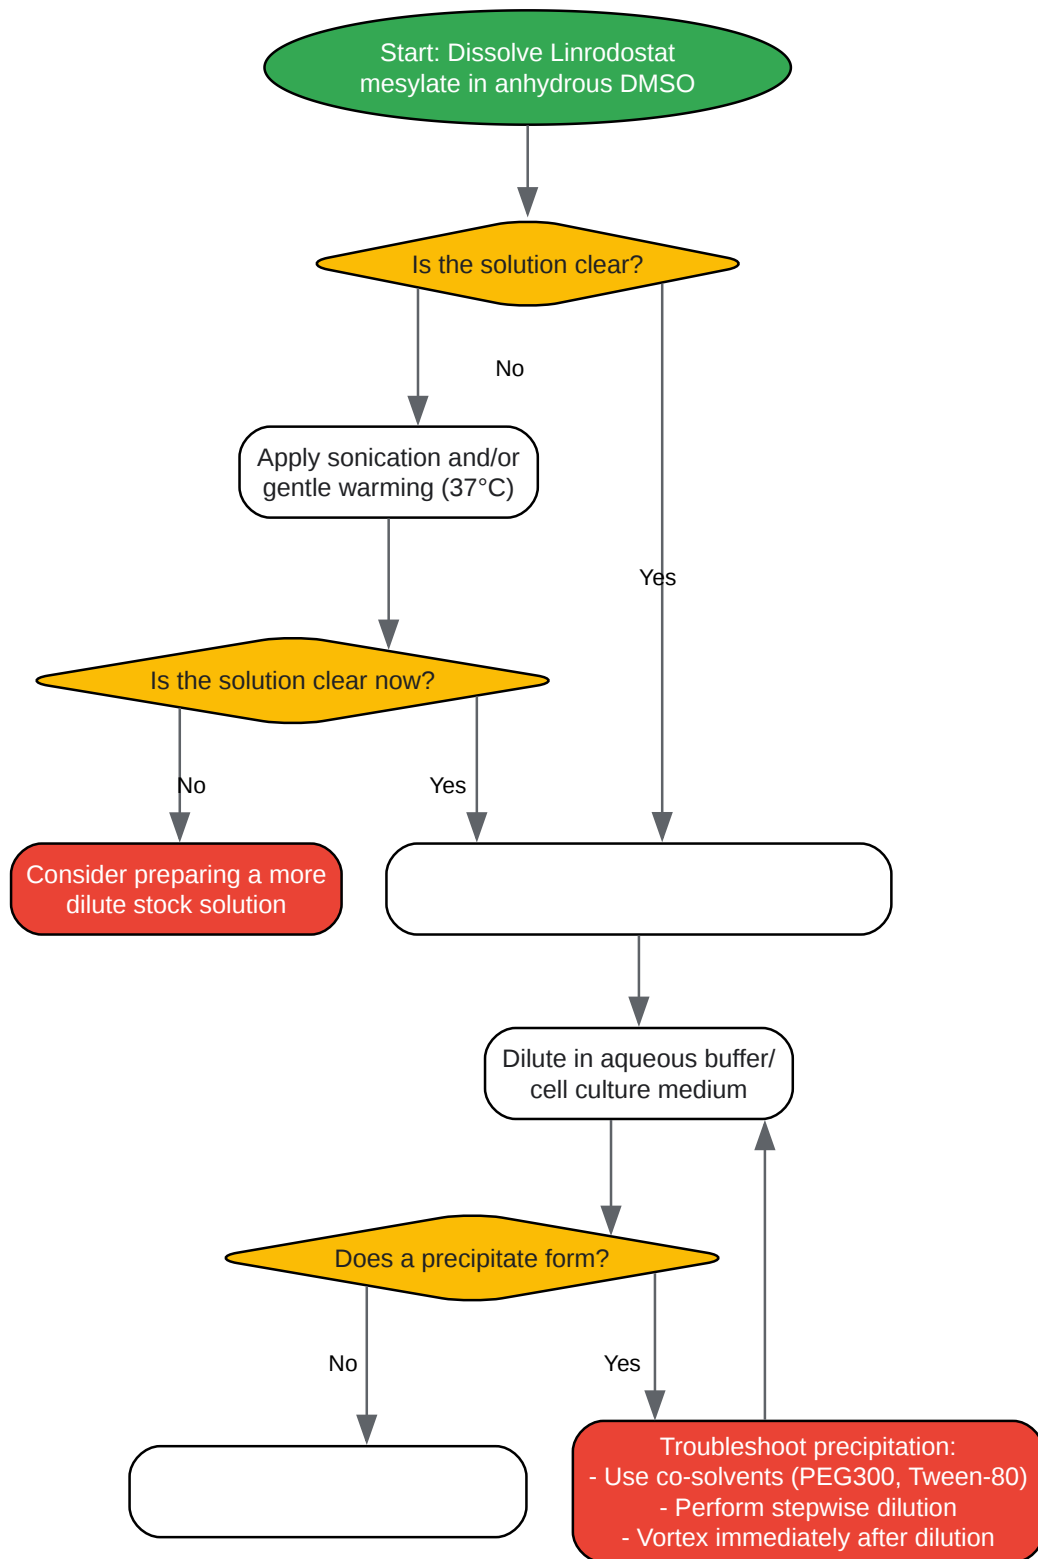 Start: Dissolve Linrodostat
mesylate in anhydrous DMSO
Is the solution clear?
No
Apply sonication and/or
gentle warming (37°C)
Yes
Is the solution clear now?
No
Yes
Consider preparing a more
dilute stock solution
Dilute in aqueous buffer/
cell culture medium
Does a precipitate form?
No
Yes
Troubleshoot precipitation:
- Use co-solvents (PEG300, Tween-80)
- Perform stepwise dilution
- Vortex immediately after dilution